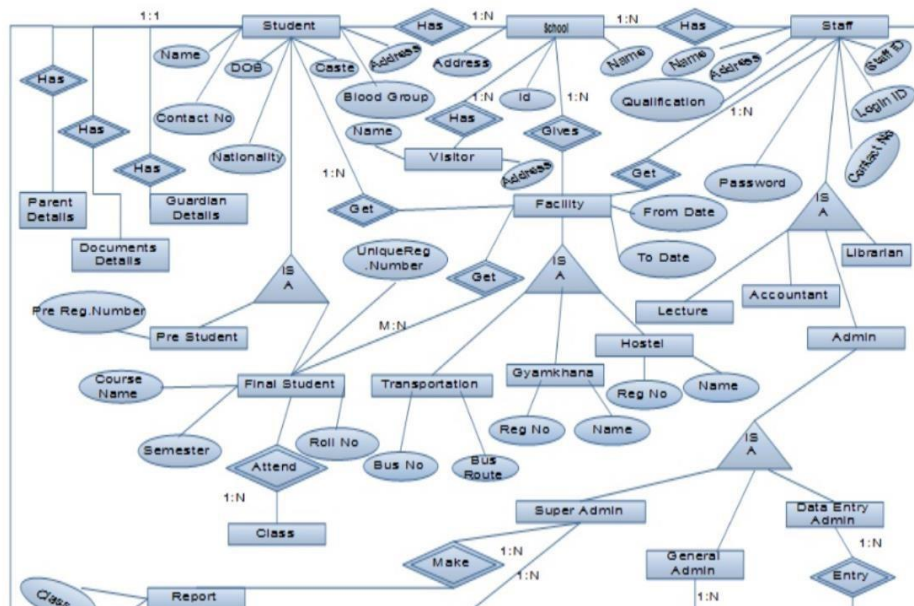 1:1
Student
Has
1:N
School
1:N
Has
Staff
Name
DOB
Caste
Address
Address
Name
Name
Address
Staff ID
Has
Contact No
Blood Group
1:N
Id
1:N
Qualification
1:N
LogIn ID
Has
Has
Nationality
Name
Has
Visitor
Address
Gives
Get
Password
Contact No
1:N
Parent
Details
Guardian
Details
Get
Facility
From Date
IS
A
Documents
Details
To Date
Librarian
IS
A
UniqueReg
.Number
Get
IS
A
Accountant
Lecture
Pre Reg.Number
Pre Student
M:N
Admin
Hostel
Course
Name
Final Student
Transportation
Gyamkhana
Reg No
Name
Semester
Roll No
Reg No
Name
Attend
Bus No
Bus
Route
IS
A
1:N
Class
Super Admin
Data Entry
Admin
Make
1:N
1:N
General
Admin
1:N
Entry
Class
Report
1:N